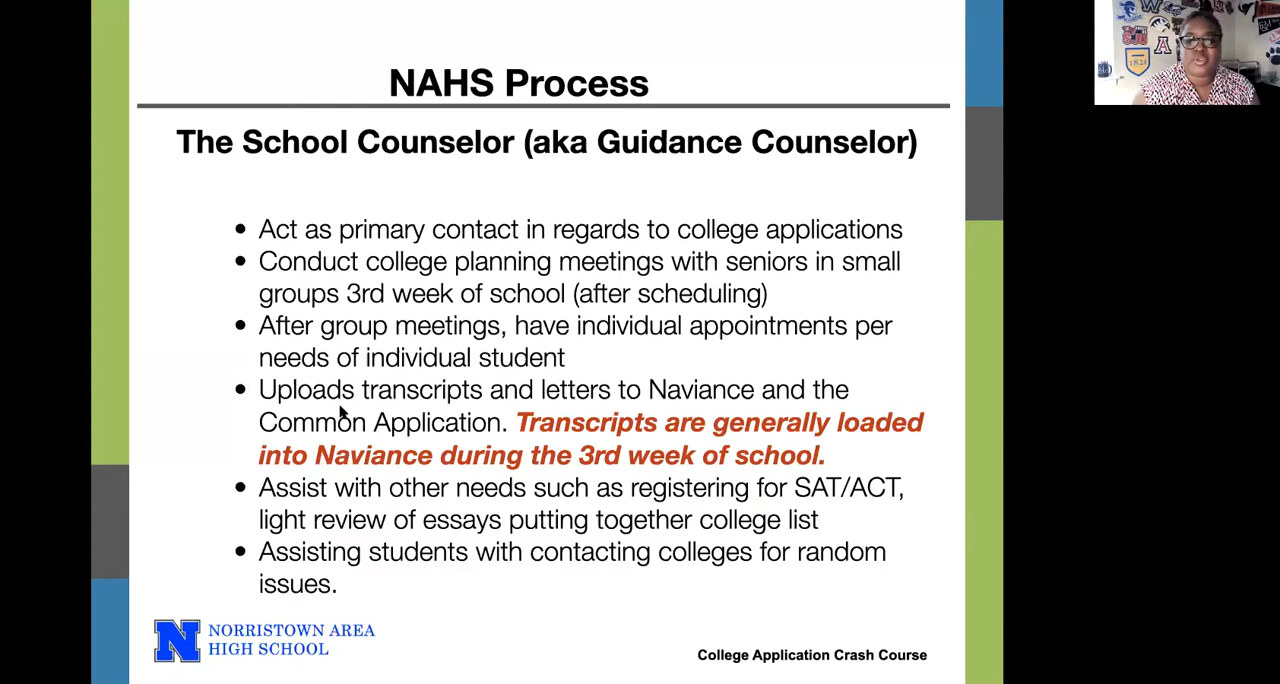 NAHS Process
The School Counselor (aka Guidance Counselor)
• Act as primary contact in regards to college applications
• Conduct college planning meetings with seniors in small
groups 3rd week of school (after scheduling)
• After group meetings, have individual appointments per
needs of individual student
• Uploads transcripts and letters to Naviance and the
Common Application. Transcripts are generally loaded
into Naviance during the 3rd week of school.
• Assist with other needs such as registering for SAT/ACT,
light review of essays putting together college list
• Assisting students with contacting colleges for random
issues.
N
NORRISTOWN AREA
HIGH SCHOOL
College Application Crash Course
W
A
1821